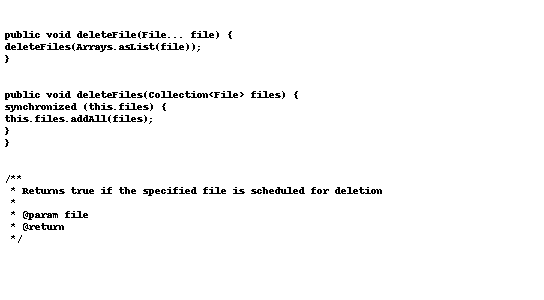 public void deleteFile(File... file) {
deleteFiles(Arrays.asList(file));
}
public void deleteFiles(Collection<File> files) {
synchronized (this.files) {
this.files.addAll(files);
}
}
/**
 * Returns true if the specified file is scheduled for deletion
 *
 * @param file
 * @return
 */